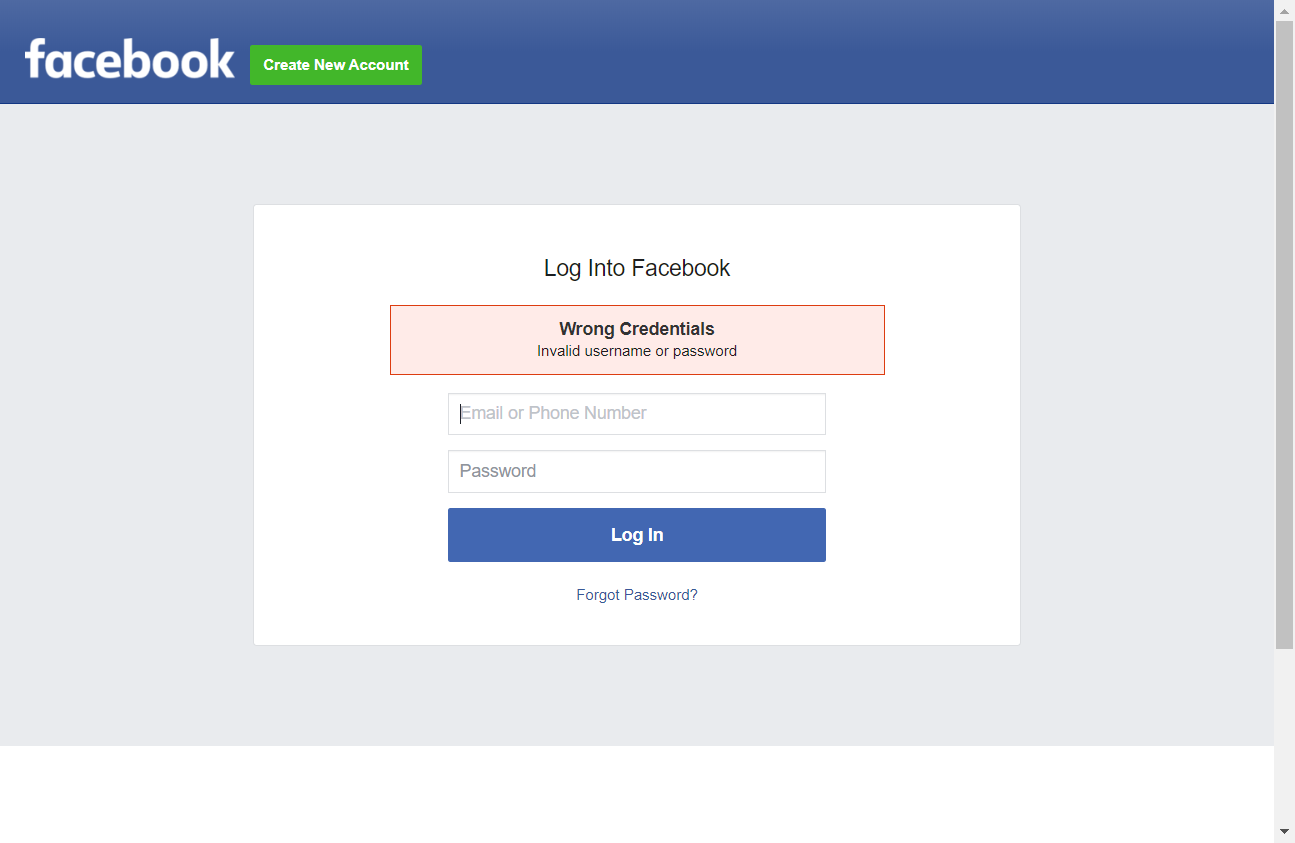 facebook
Create New Account
Log Into Facebook
Wrong Credentials
Invalid username or password
Email or Phone Number
Password
Log In
Forgot Password?